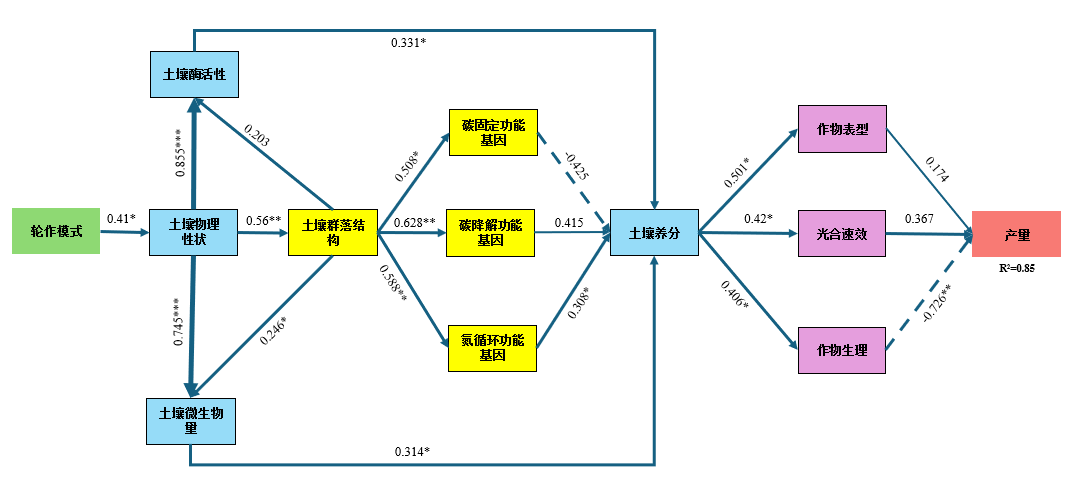 0.331*
土壤酶活性
0.855***
0.203
碳固定功能
基因
0.508*
-0.425
作物表型
0.501*
0.174
轮作模式
0.41*
土壤物理
性状
0.56**
土壤群落结
构
0.628**
碳降解功能
基因
0.415
土壤养分
0.42*
光合速效
0.367
产量
R²=0.85
0.745***
0.246*
0.588**
氮循环功能
基因
0.308*
0.406*
作物生理
-0.726**
土壤微生物
量
0.314*